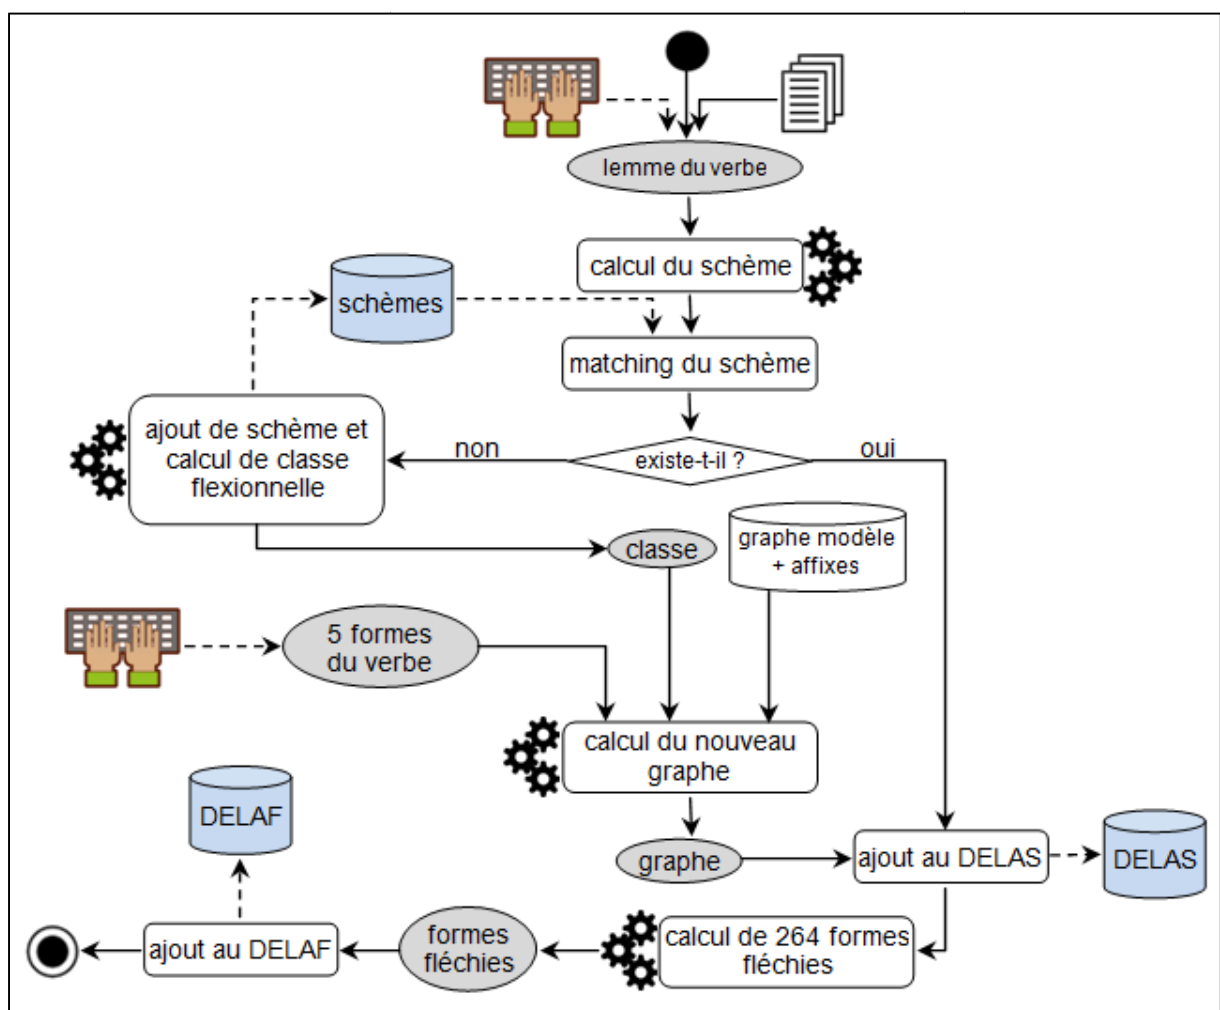 lemme du verbe
calcul du schème
schèmes
matching du schème
ajout de schème et
calcul de classe
flexionnelle
non
existe-t-il ?
oui
classe
graphe modèle
+ affixes
5 formes
du verbe
calcul du nouveau
graphe
DELAF
graphe
ajout au DELAS
DELAS
ajout au DELAF
formes
fléchies
calcul de 264 formes
fléchies